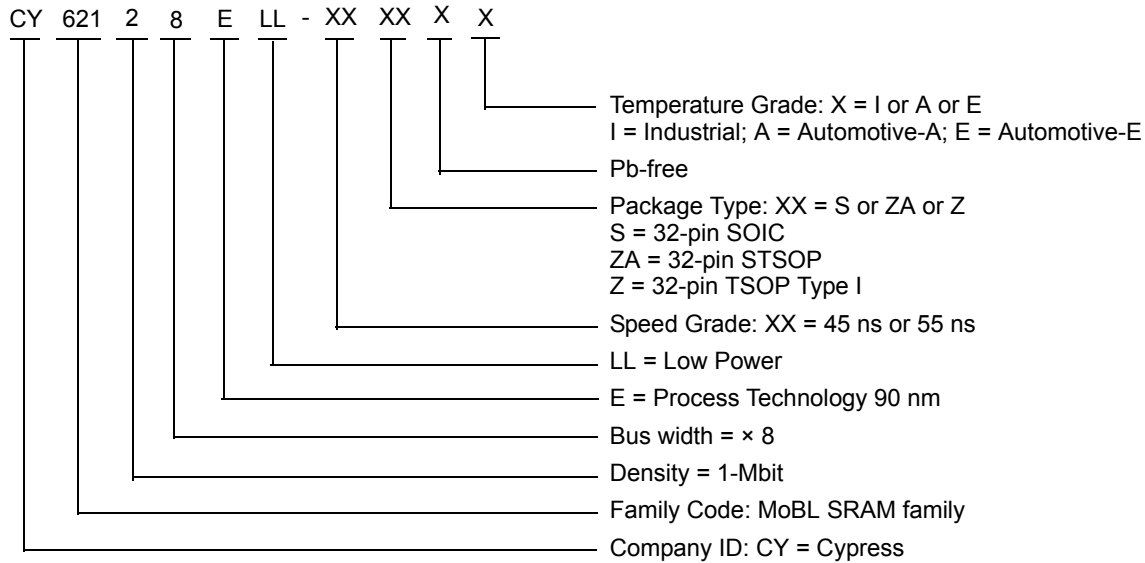 CY 621 2 8 E LL - XX XX X X
Temperature Grade: X = I or A or E
I = Industrial; A = Automotive-A; E = Automotive-E
Pb-free
Package Type: XX = S or ZA or Z
S = 32-pin SOIC
ZA = 32-pin STSOP
Z = 32-pin TSOP Type I
Speed Grade: XX = 45 ns or 55 ns
LL = Low Power
E = Process Technology 90 nm
Bus width = × 8
Density = 1-Mbit
Family Code: MoBL SRAM family
Company ID: CY = Cypress